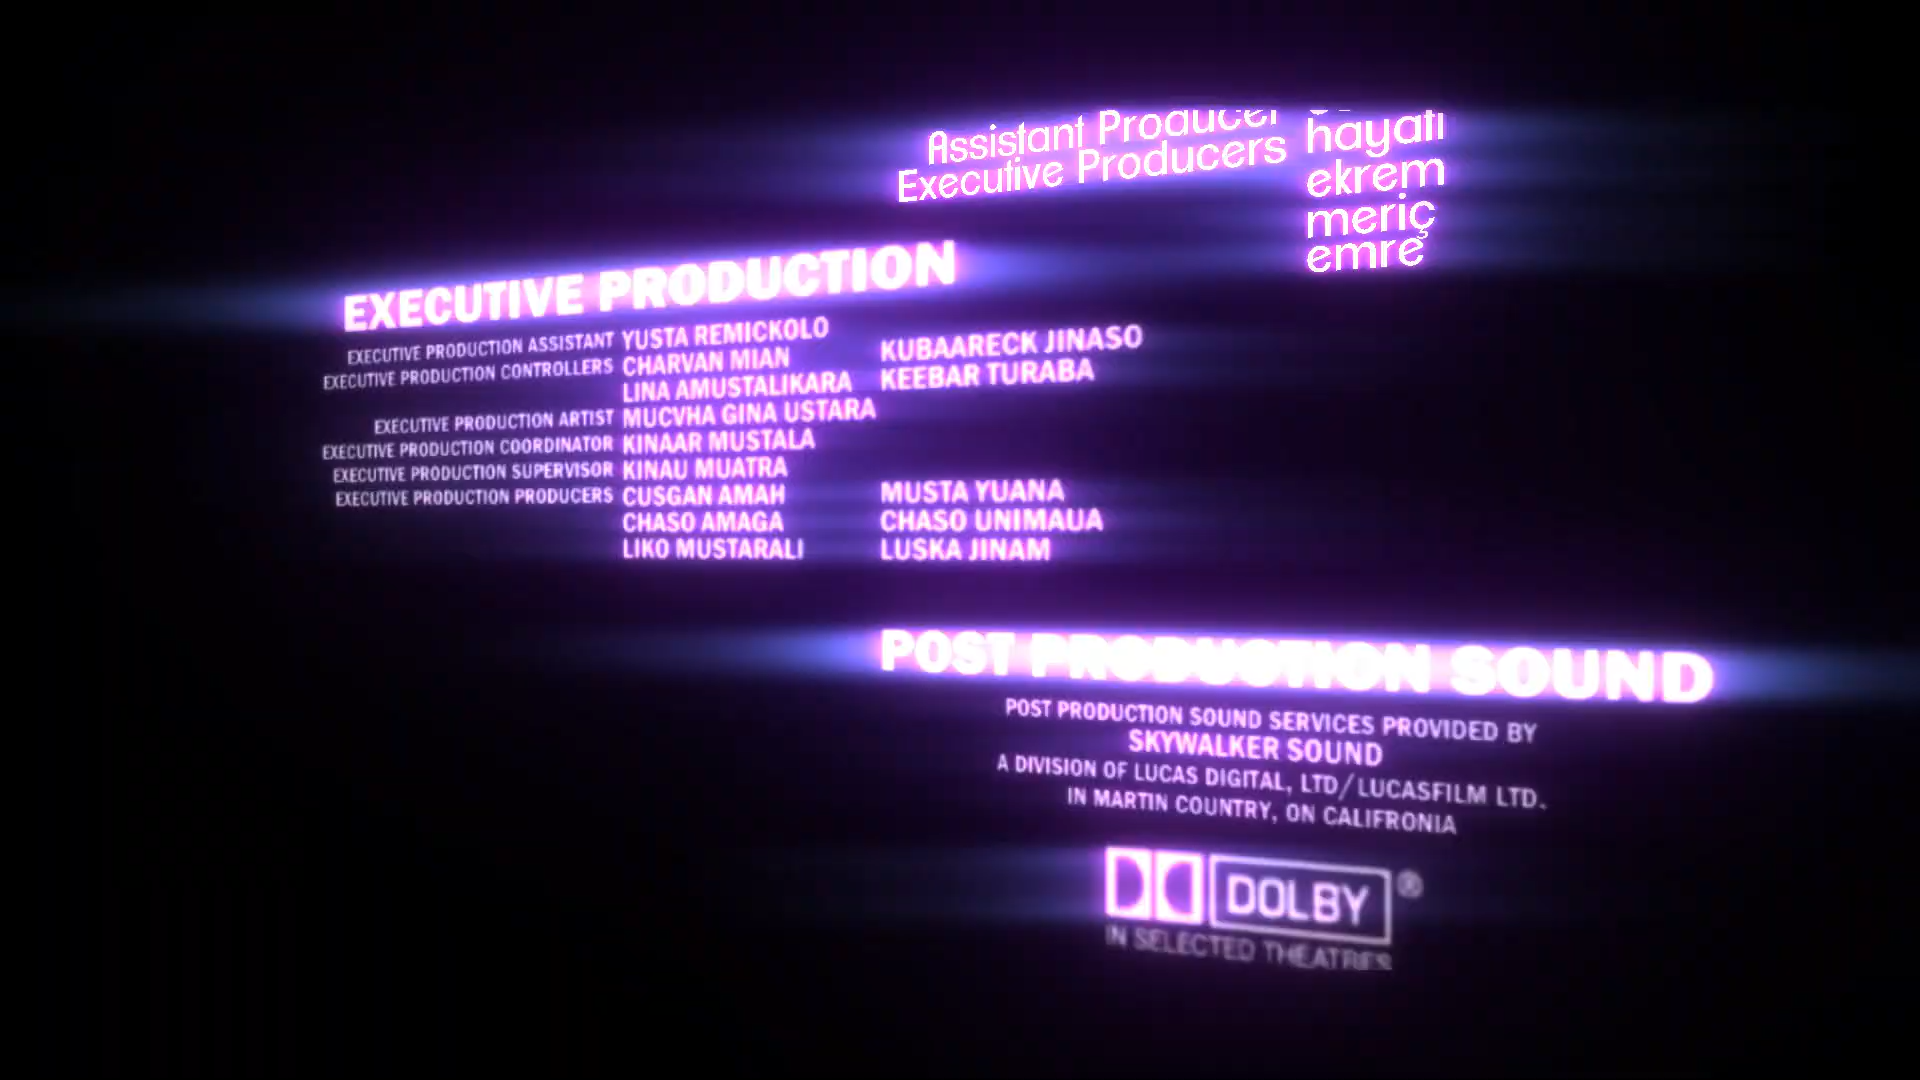 Assistant Producer
hayati
Executive Producers
ekrem
meriç
emre
EXECUTIVE PRODUCTION
EXECUTIVE PRODUCTION ASSISTANT YUSTA REMICKOLO KUBAARECK JINASO
EXECUTIVE PRODUCTION CONTROLLERS CHARVAN MIAN KEEBAR TURABA
LINA AMUSTALIKARA
EXECUTIVE PRODUCTION ARTIST MUCVHA GINA USTARA
EXECUTIVE PRODUCTION COORDINATOR KINAAR MUSTALA
EXECUTIVE PRODUCTION SUPERVISOR KINAU MUATRA
EXECUTIVE PRODUCTION PRODUCERS CUSGAN AMAH MUSTA YUANA
CHASO AMAGA CHASO UNIMAUA
LIKO MUSTARALI LUSKA JINAM
POST PRODUCTION SOUND
POST PRODUCTION SOUND SERVICES PROVIDED BY
SKYWALKER SOUND
A DIVISION OF LUCAS DIGITAL, LTD/LUCASFILM LTD.
IN MARTIN COUNTRY, ON CALIFRONIA
DOLBY ®
IN SELECTED THEATRES